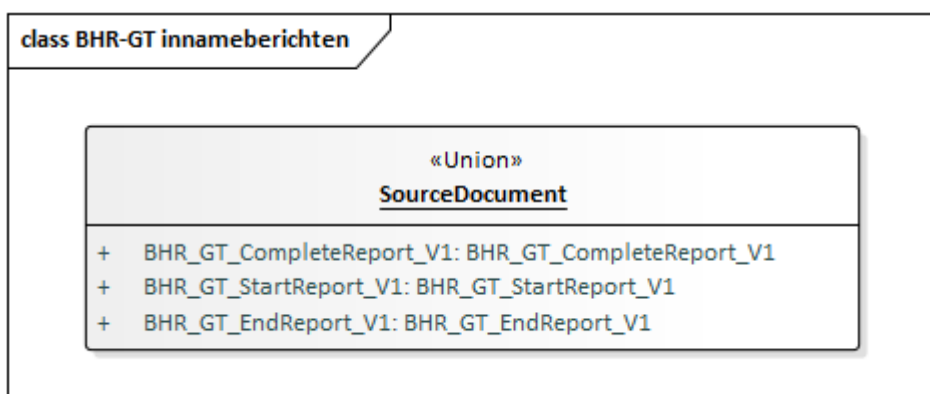 class BHR-GT innameberichten
«Union»
SourceDocument
+ BHR_GT_CompleteReport_V1: BHR_GT_CompleteReport_V1
+ BHR_GT_StartReport_V1: BHR_GT_StartReport_V1
+ BHR_GT_EndReport_V1: BHR_GT_EndReport_V1